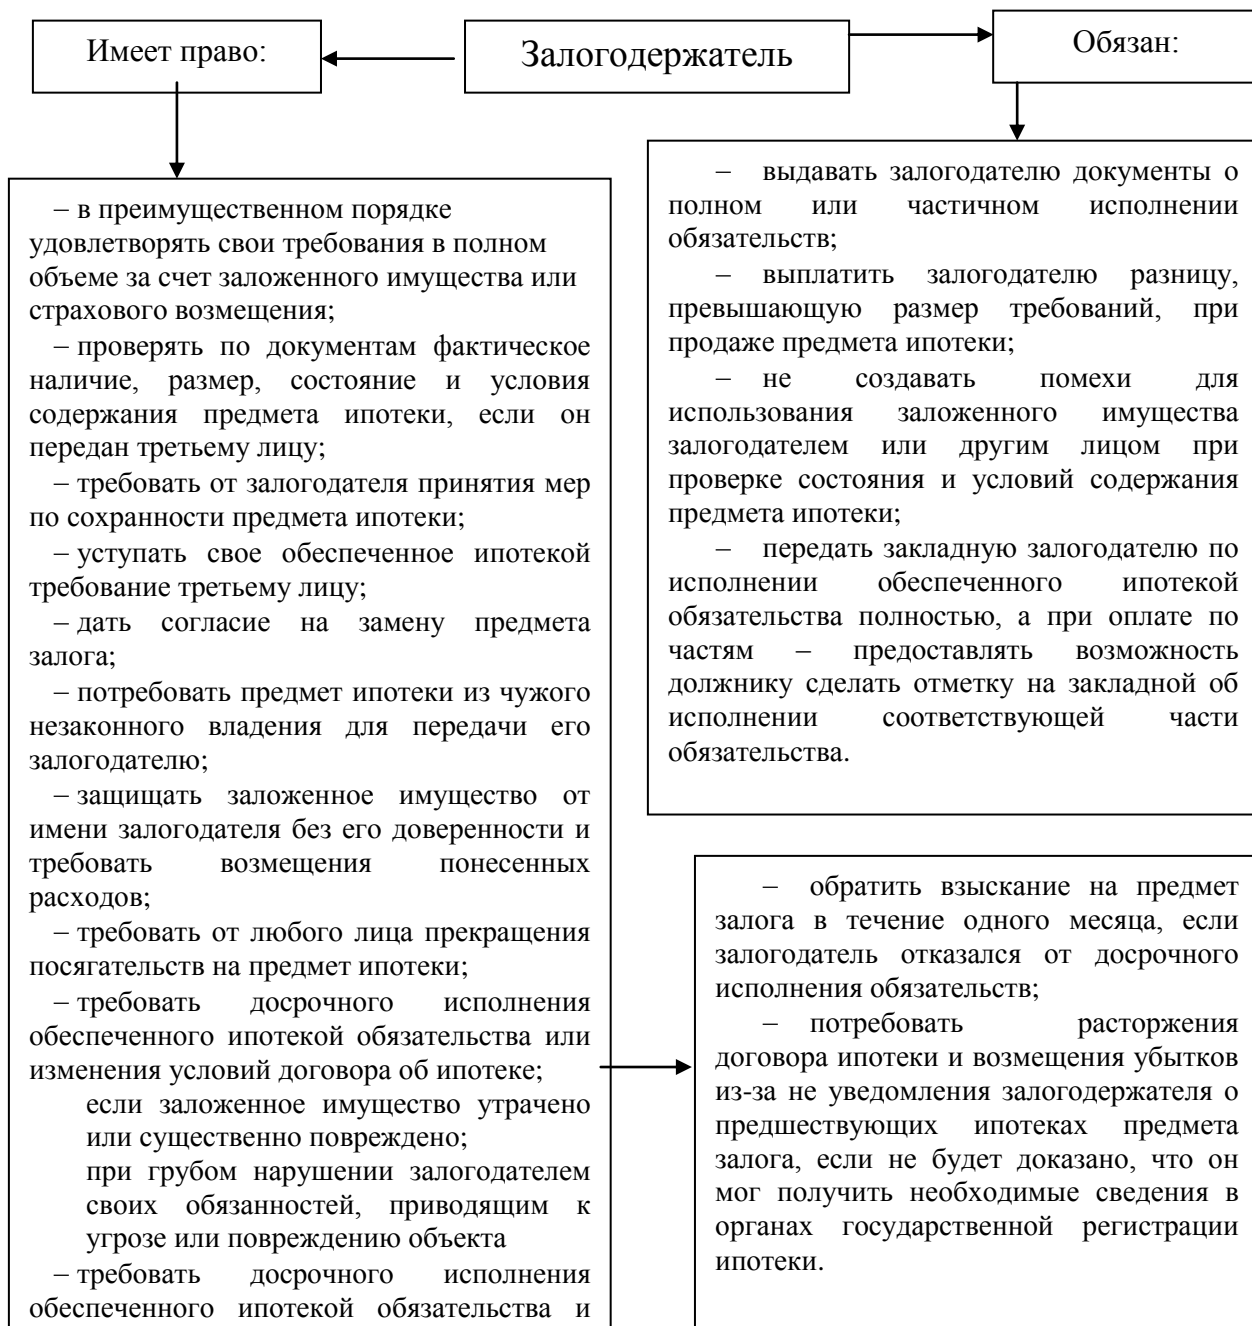 Имеет право:
Залогодержатель
Обязан:
– в преимущественном порядке
удовлетворять свои требования в полном
объеме за счет заложенного имущества или
страхового возмещения;
– проверять по документам фактическое
наличие, размер, состояние и условия
содержания предмета ипотеки, если он
передан третьему лицу;
– требовать от залогодателя принятия мер
по сохранности предмета ипотеки;
– уступать свое обеспеченное ипотекой
требование третьему лицу;
– дать согласие на замену предмета
залога;
– потребовать предмет ипотеки из чужого
незаконного владения для передачи его
залогодателю;
– защищать заложенное имущество от
имени залогодателя без его доверенности и
требовать возмещения понесенных
расходов;
– требовать от любого лица прекращения
посягательств на предмет ипотеки;
– требовать досрочного исполнения
обеспеченного ипотекой обязательства или
изменения условий договора об ипотеке;
если заложенное имущество утрачено
или существенно повреждено;
при грубом нарушении залогодателем
своих обязанностей, приводящим к
угрозе или повреждению объекта
– требовать досрочного исполнения
обеспеченного ипотекой обязательства и
– выдавать залогодателю документы о
полном или частичном исполнении
обязательств;
– выплатить залогодателю разницу,
превышающую размер требований, при
продаже предмета ипотеки;
– не создавать помехи для
использования заложенного имущества
залогодателем или другим лицом при
проверке состояния и условий содержания
предмета ипотеки;
– передать закладную залогодателю по
исполнении обеспеченного ипотекой
обязательства полностью, а при оплате по
частям – предоставлять возможность
должнику сделать отметку на закладной об
исполнении соответствующей части
обязательства.
– обратить взыскание на предмет
залога в течение одного месяца, если
залогодатель отказался от досрочного
исполнения обязательств;
– потребовать расторжения
договора ипотеки и возмещения убытков
из-за не уведомления залогодержателя о
предшествующих ипотеках предмета
залога, если не будет доказано, что он
мог получить необходимые сведения в
органах государственной регистрации
ипотеки.